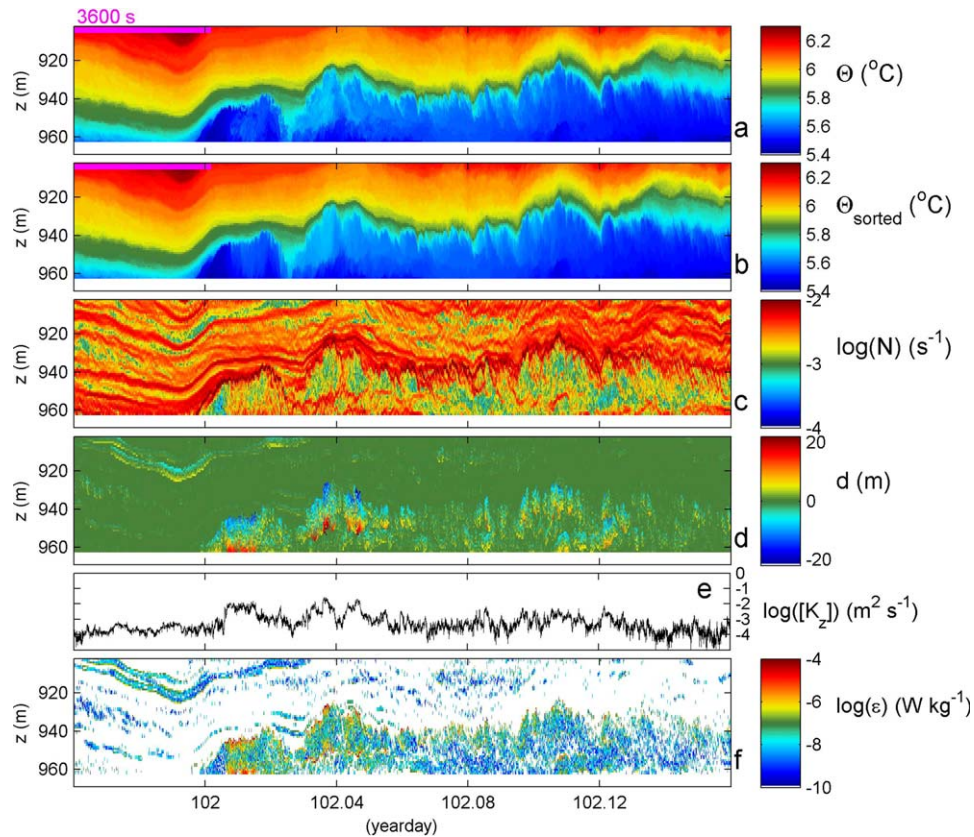 3600 s
z (m)
920
940
960
a
6.2
6
5.8
5.6
5.4
Θ (°C)
z (m)
920
940
960
b
6.2
6
5.8
5.6
5.4
Θsorted (°C)
z (m)
920
940
960
c
-2
-3
-4
log(N) (s⁻¹)
z (m)
920
940
960
d
20
10
0
-10
-20
d (m)
e
0
-1
-2
-3
-4
log([Kz]) (m² s⁻¹)
z (m)
920
940
960
f
-4
-6
-8
-10
log(ε) (W kg⁻¹)
102 102.04 102.08 102.12
(yearday)